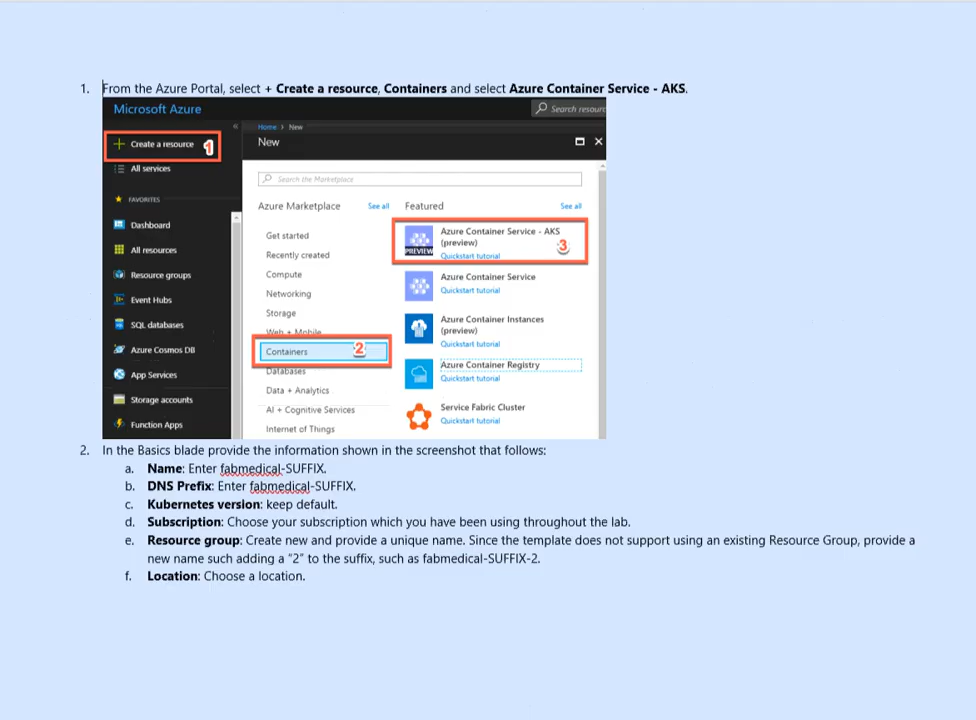 1. From the Azure Portal, select + Create a resource, Containers and select Azure Container Service - AKS.
Microsoft Azure
Search resourc
Create a resource 1
All services
FAVORITES
Dashboard
All resources
Resource groups
Event Hubs
SQL databases
Azure Cosmos DB
App Services
Storage accounts
Function Apps
Home > New
New
Search the Marketplace
Azure Marketplace See all
Get started
Recently created
Compute
Networking
Storage
Web + Mobile
Containers 2
Databases
Data + Analytics
AI + Cognitive Services
Internet of Things
Featured See all
PREVIEW
Azure Container Service - AKS
(preview) 3
Quickstart tutorial
Azure Container Service
Quickstart tutorial
Azure Container Instances
(preview)
Quickstart tutorial
Azure Container Registry
Quickstart tutorial
Service Fabric Cluster
Quickstart tutorial
2. In the Basics blade provide the information shown in the screenshot that follows:
a. Name: Enter fabmedical-SUFFIX.
b. DNS Prefix: Enter fabmedical-SUFFIX.
c. Kubernetes version: keep default.
d. Subscription: Choose your subscription which you have been using throughout the lab.
e. Resource group: Create new and provide a unique name. Since the template does not support using an existing Resource Group, provide a
new name such adding a “2” to the suffix, such as fabmedical-SUFFIX-2.
f. Location: Choose a location.